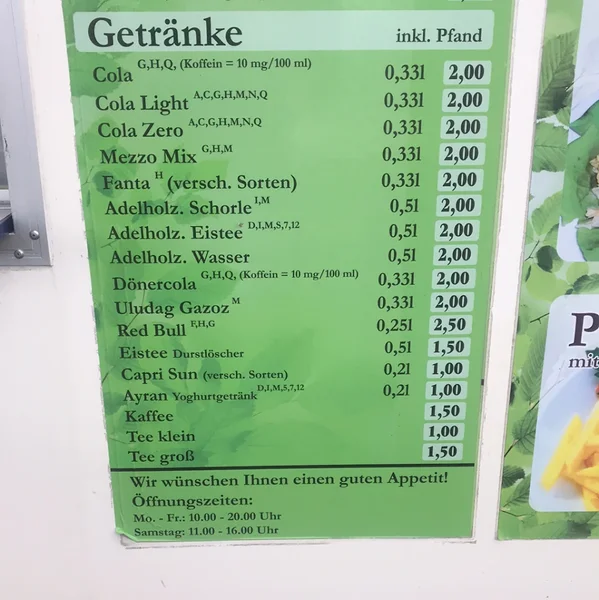 Getränke inkl. Pfand
Cola G,H,Q, (Koffein = 10 mg/100 ml) 0,33l 2,00
Cola Light A,C,G,H,M,N,Q 0,33l 2,00
Cola Zero A,C,G,H,M,N,Q 0,33l 2,00
Mezzo Mix G,H,M 0,33l 2,00
Fanta H (versch. Sorten) 0,33l 2,00
Adelholz. Schorle I,M 0,5l 2,00
Adelholz. Eistee D,I,M,S,7,12 0,5l 2,00
Adelholz. Wasser 0,5l 2,00
Dönercola G,H,Q, (Koffein = 10 mg/100 ml) 0,33l 2,00
Uludag Gazoz M 0,33l 2,00
Red Bull F,H,G 0,25l 2,50
Eistee Durstlöscher 0,5l 1,50
Capri Sun (versch. Sorten) 0,2l 1,00
Ayran Yoghurtgetränk D,I,M,S,7,12 0,2l 1,00
Kaffee 1,50
Tee klein 1,00
Tee groß 1,50
Wir wünschen Ihnen einen guten Appetit!
Öffnungszeiten:
Mo. - Fr.: 10.00 - 20.00 Uhr
Samstag: 11.00 - 16.00 Uhr
P
mit